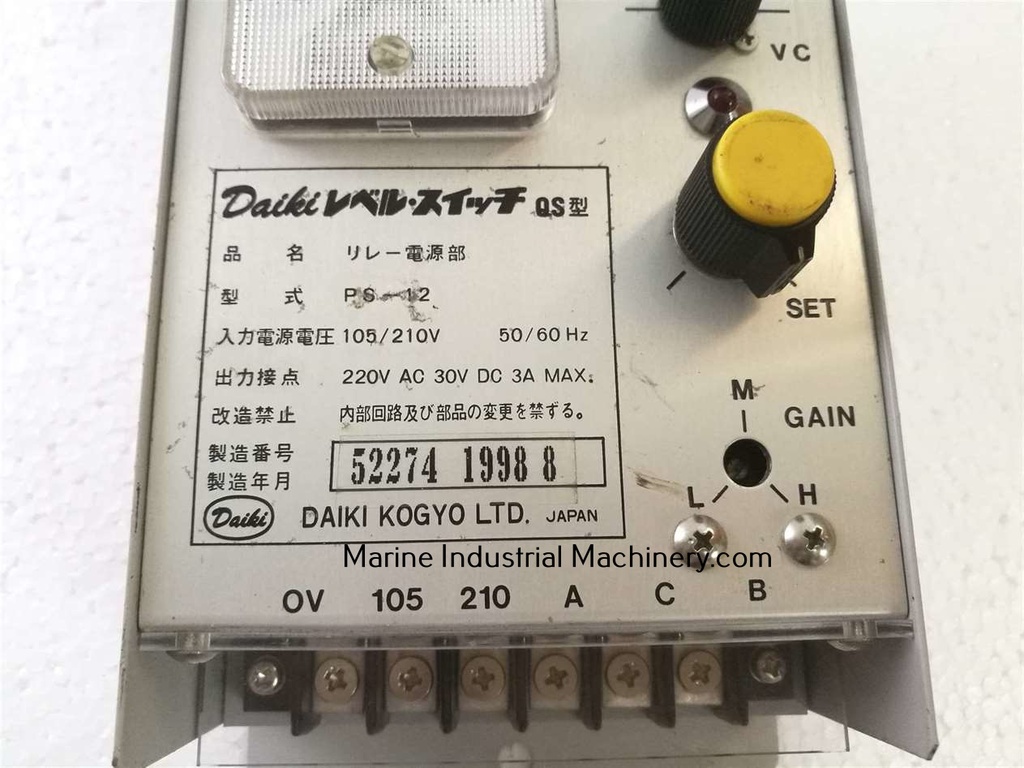 VC
Daiki レベル・スイッチ QS型
品名 リレー電源部
型式 PS-12
入力電源電圧 105/210V 50/60Hz
出力接点 220V AC 30V DC 3A MAX.
改造禁止 内部回路及び部品の変更を禁ずる。
製造番号
製造年月
52274 1998 8
Daiki DAIKI KOGYO LTD. JAPAN
SET
M
GAIN
L H
Marine Industrial Machinery.com
0V 105 210 A C B